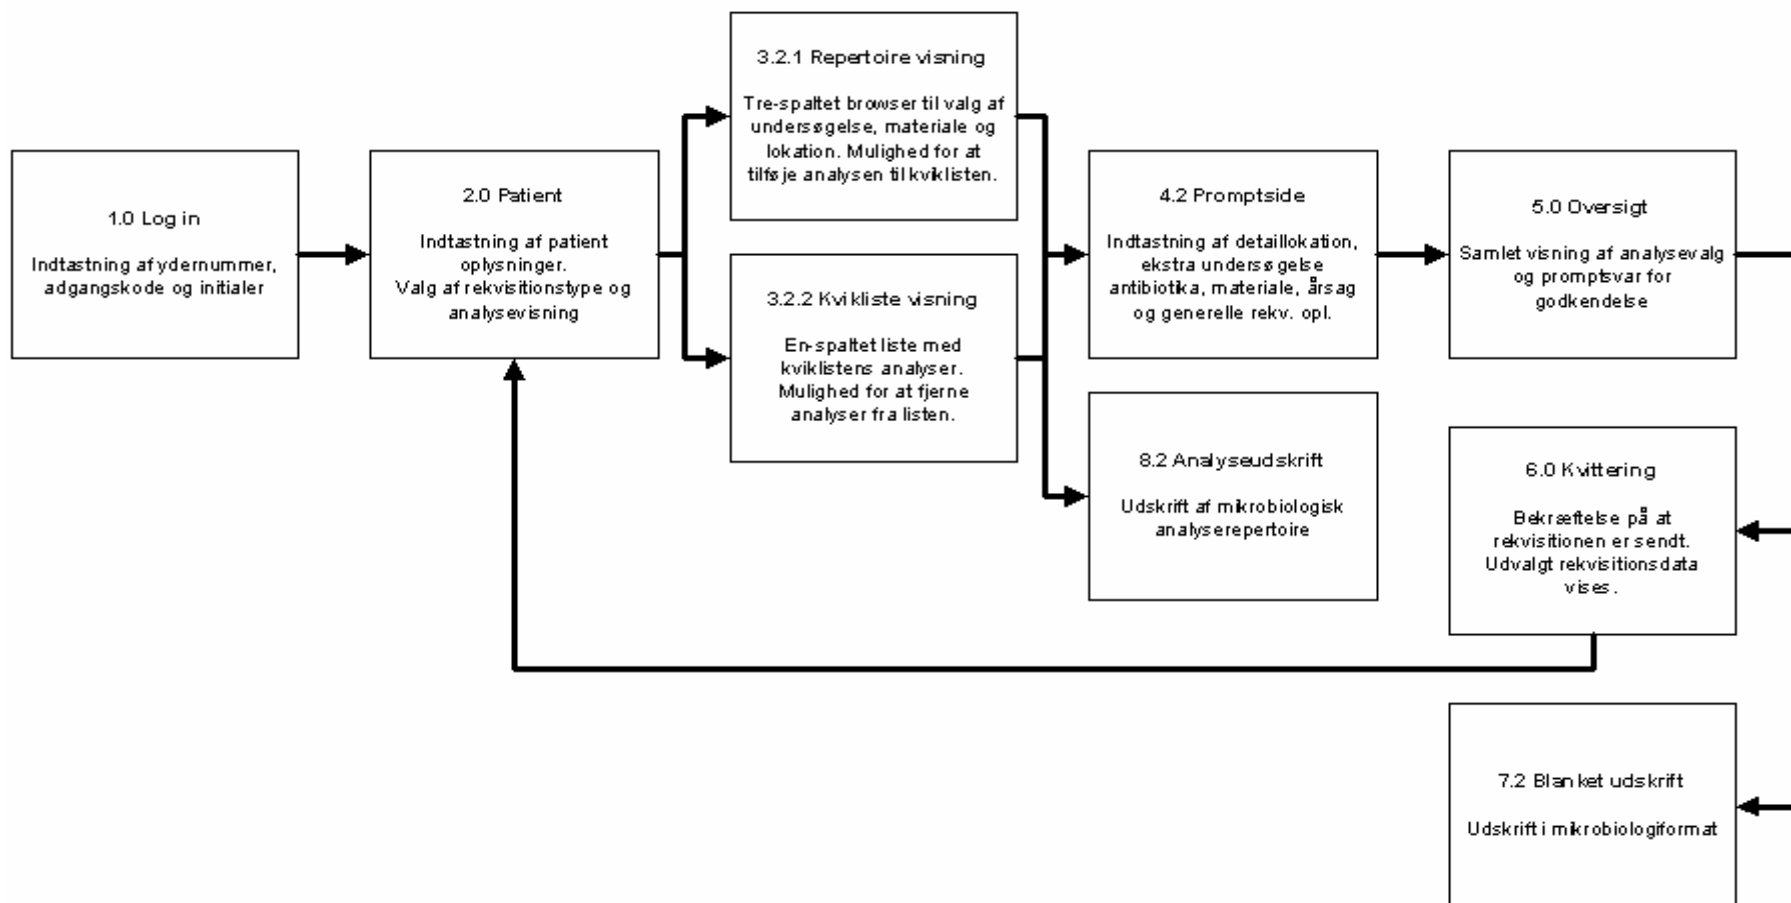 1.0 Log in
Indtastning af ydernummer,
adgangskode og initialer
2.0 Patient
Indtastning af patient
oplysninger.
Valg af rekvisitionstype og
analysevisning
3.2.1 Repertoire visning
Tre-spaltet browser til valg af
undersøgelse, materiale og
lokation. Mulighed for at
tilføje analysen til kviklisten.
3.2.2 Kvikliste visning
En-spaltet liste med
kviklistens analyser.
Mulighed for at fjerne
analyser fra listen.
4.2 Promptside
Indtastning af detaillokation,
ekstra undersøgelse
antibiotika, materiale, årsag
og generelle rekv. opl.
8.2 Analyseudskrift
Udskrift af mikrobiologisk
analyserepertoire
5.0 Oversigt
Samlet visning af analysevalg
og promptsvar for
godkendelse
6.0 Kvittering
Bekræftelse på at
rekvisitionen er sendt.
Udvalgt rekvisitionsdata
vises.
7.2 Blanket udskrift
Udskrift i mikrobiologiformat